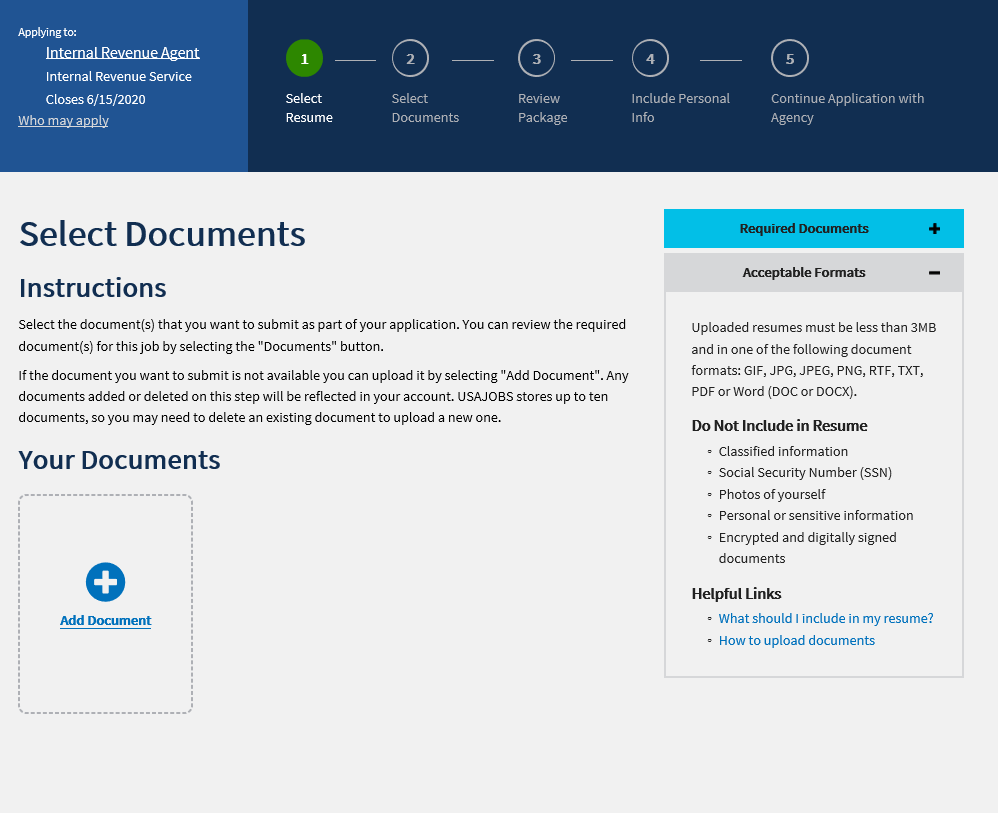 Applying to:
Internal Revenue Agent
Internal Revenue Service
Closes 6/15/2020
Who may apply
1
Select
Resume
2
Select
Documents
3
Review
Package
4
Include Personal
Info
5
Continue Application with
Agency
Select Documents
Instructions
Select the document(s) that you want to submit as part of your application. You can review the required
document(s) for this job by selecting the "Documents" button.
If the document you want to submit is not available you can upload it by selecting "Add Document". Any
documents added or deleted on this step will be reflected in your account. USAJOBS stores up to ten
documents, so you may need to delete an existing document to upload a new one.
Your Documents
Add Document
Required Documents
Acceptable Formats
Uploaded resumes must be less than 3MB
and in one of the following document
formats: GIF, JPG, JPEG, PNG, RTF, TXT,
PDF or Word (DOC or DOCX).
Do Not Include in Resume
Classified information
Social Security Number (SSN)
Photos of yourself
Personal or sensitive information
Encrypted and digitally signed
documents
Helpful Links
What should I include in my resume?
How to upload documents